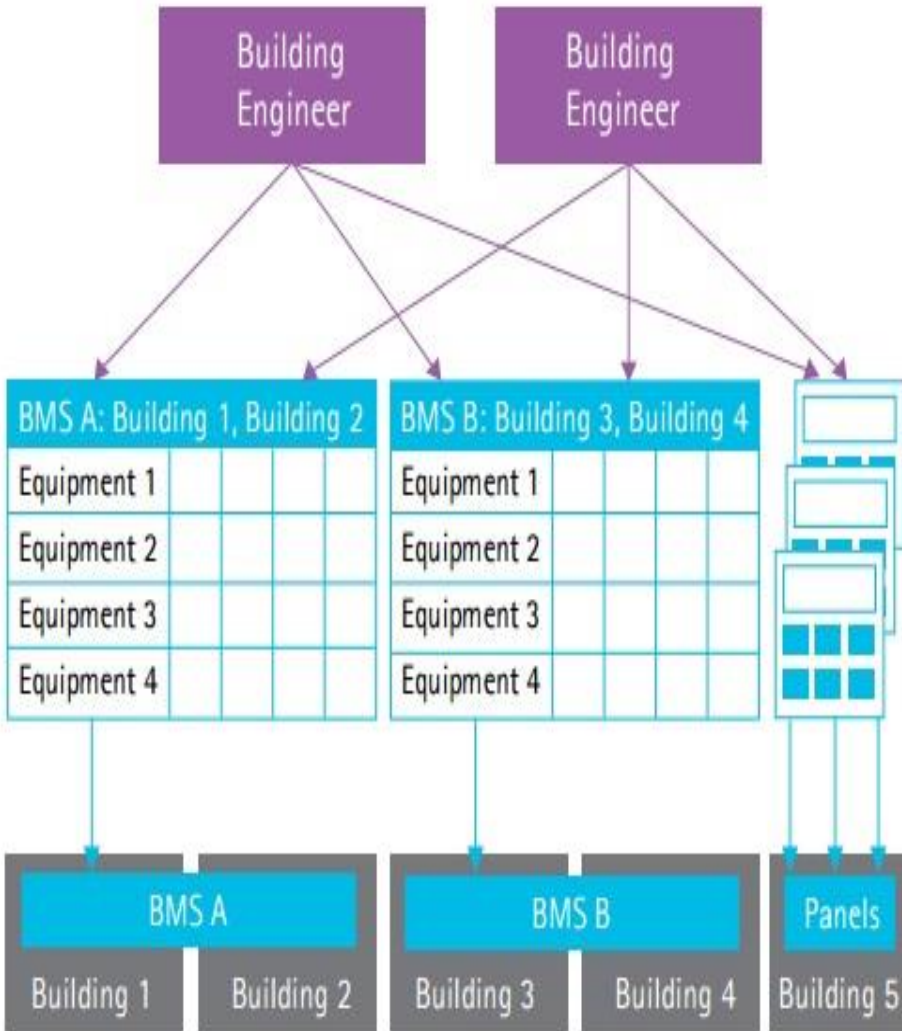 Building
Engineer
Building
Engineer
BMS A: Building 1, Building 2
Equipment 1
Equipment 2
Equipment 3
Equipment 4
BMS B: Building 3, Building 4
Equipment 1
Equipment 2
Equipment 3
Equipment 4
BMS A
Building 1
Building 2
BMS B
Building 3
Building 4
Panels
Building 5